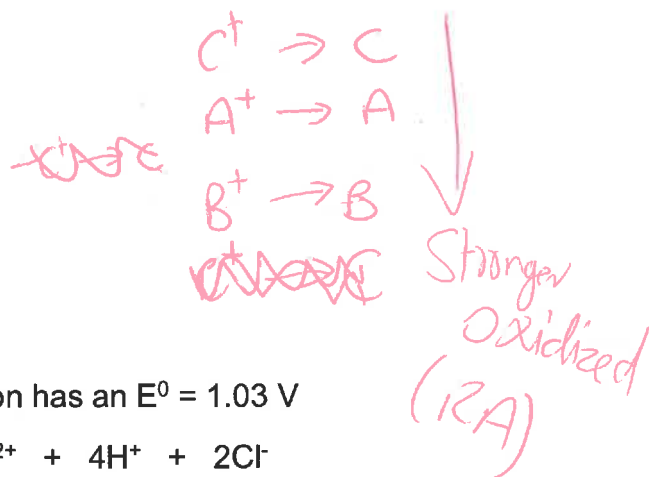 C⁺ → C
A⁺ → A
B⁺ → B
Stronger
Oxidized
(RA)
on has an E⁰ = 1.03 V
²⁺ + 4H⁺ + 2Cl⁻